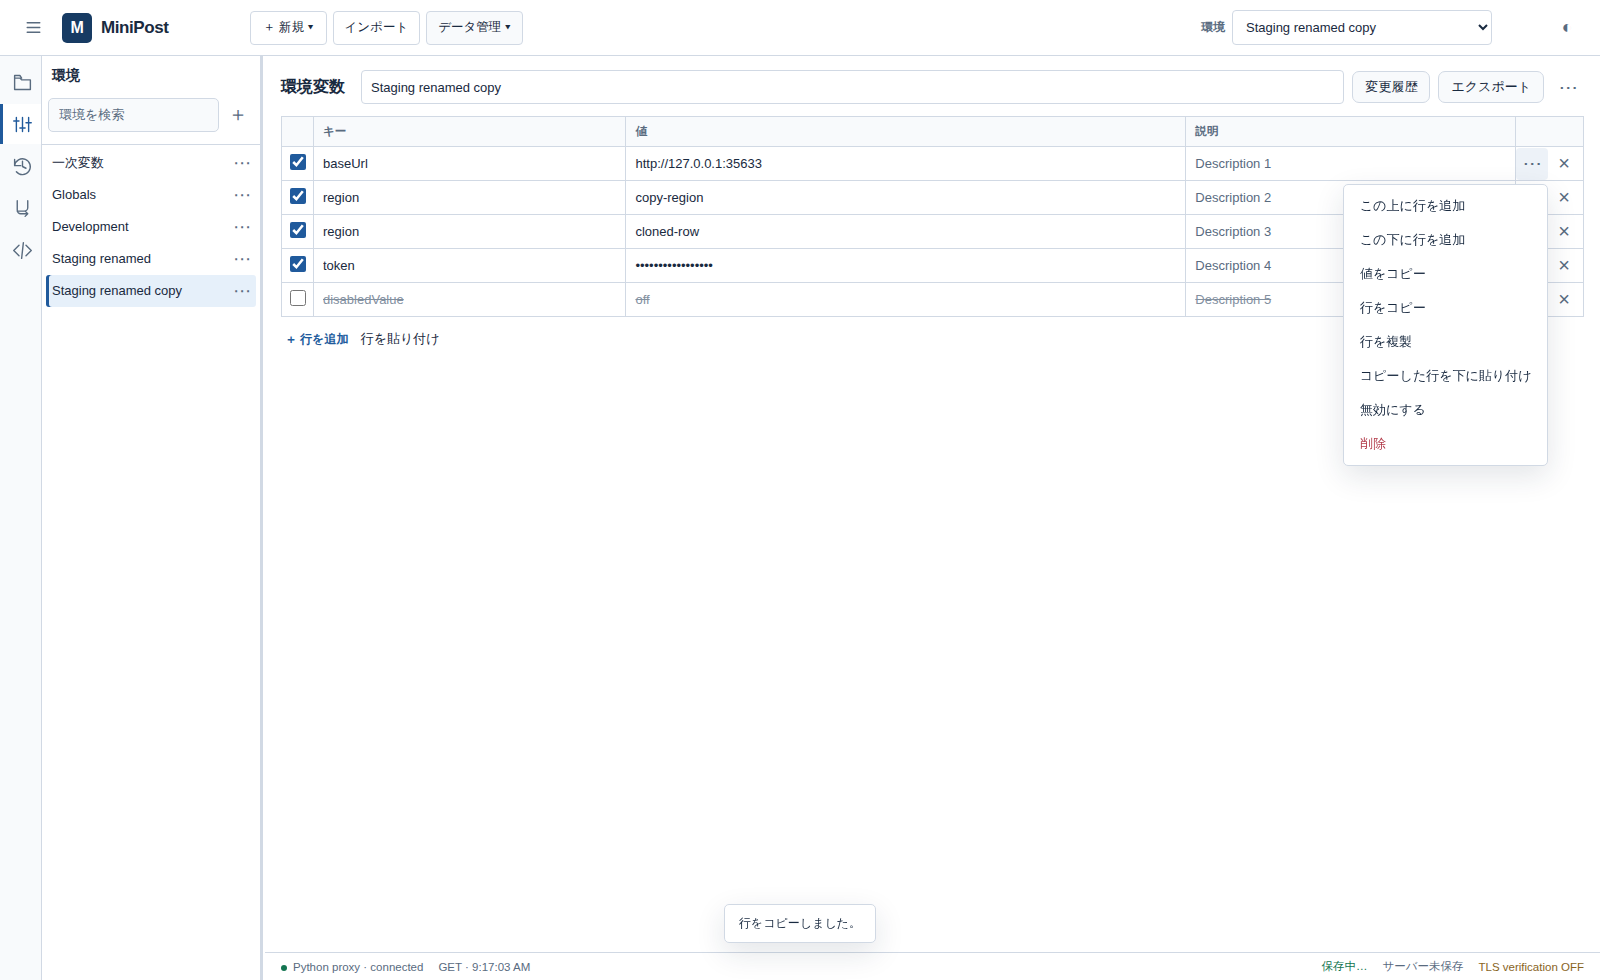 M MiniPost ＋ 新規 ▾ インポート データ管理 ▾ 環境 Staging renamed copy
環境
環境を検索 ＋
一次変数 ···
Globals ···
Development ···
Staging renamed ···
Staging renamed copy ···
環境変数 Staging renamed copy 変更履歴 エクスポート ···
キー 値 説明
baseUrl http://127.0.0.1:35633 Description 1 ··· ×
region copy-region Description 2 ×
region cloned-row Description 3 ×
token ••••••••••••••••• Description 4 ×
disabledValue off Description 5 ×
+ 行を追加 行を貼り付け
この上に行を追加
この下に行を追加
値をコピー
行をコピー
行を複製
コピーした行を下に貼り付け
無効にする
削除
行をコピーしました。
Python proxy · connected GET · 9:17:03 AM 保存中… サーバー未保存 TLS verification OFF